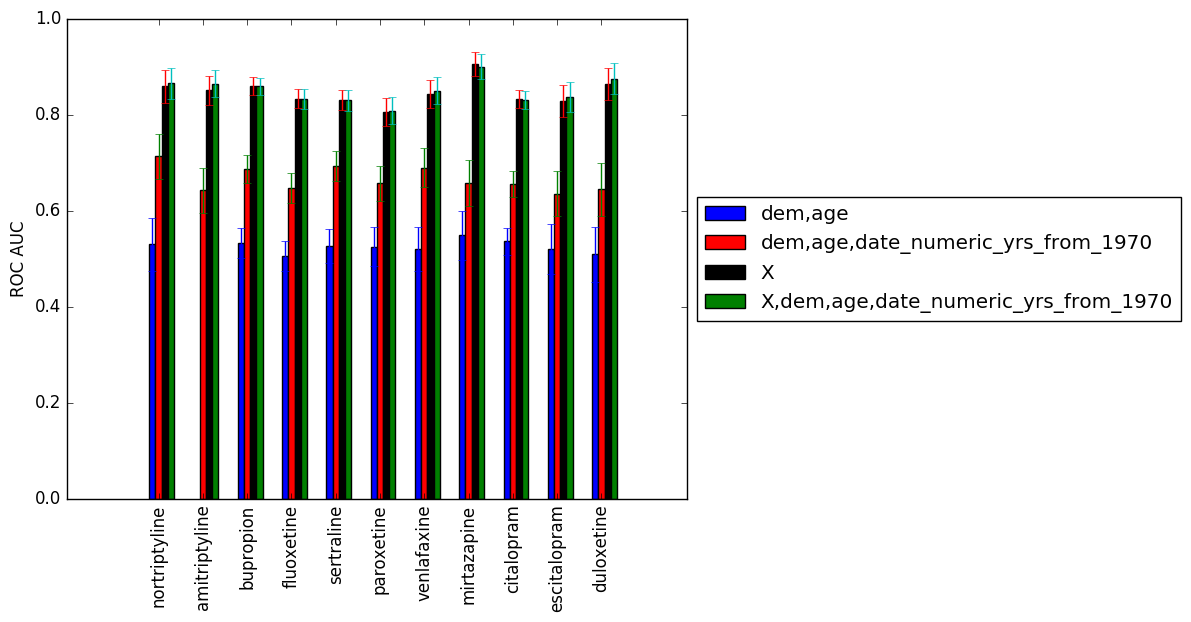 1.0
0.8
0.6
0.4
0.2
0.0
ROC AUC
nortriptyline
amitriptyline
bupropion
fluoxetine
sertraline
paroxetine
venlafaxine
mirtazapine
citalopram
escitalopram
duloxetine
dem,age
dem,age,date_numeric_yrs_from_1970
X
X,dem,age,date_numeric_yrs_from_1970